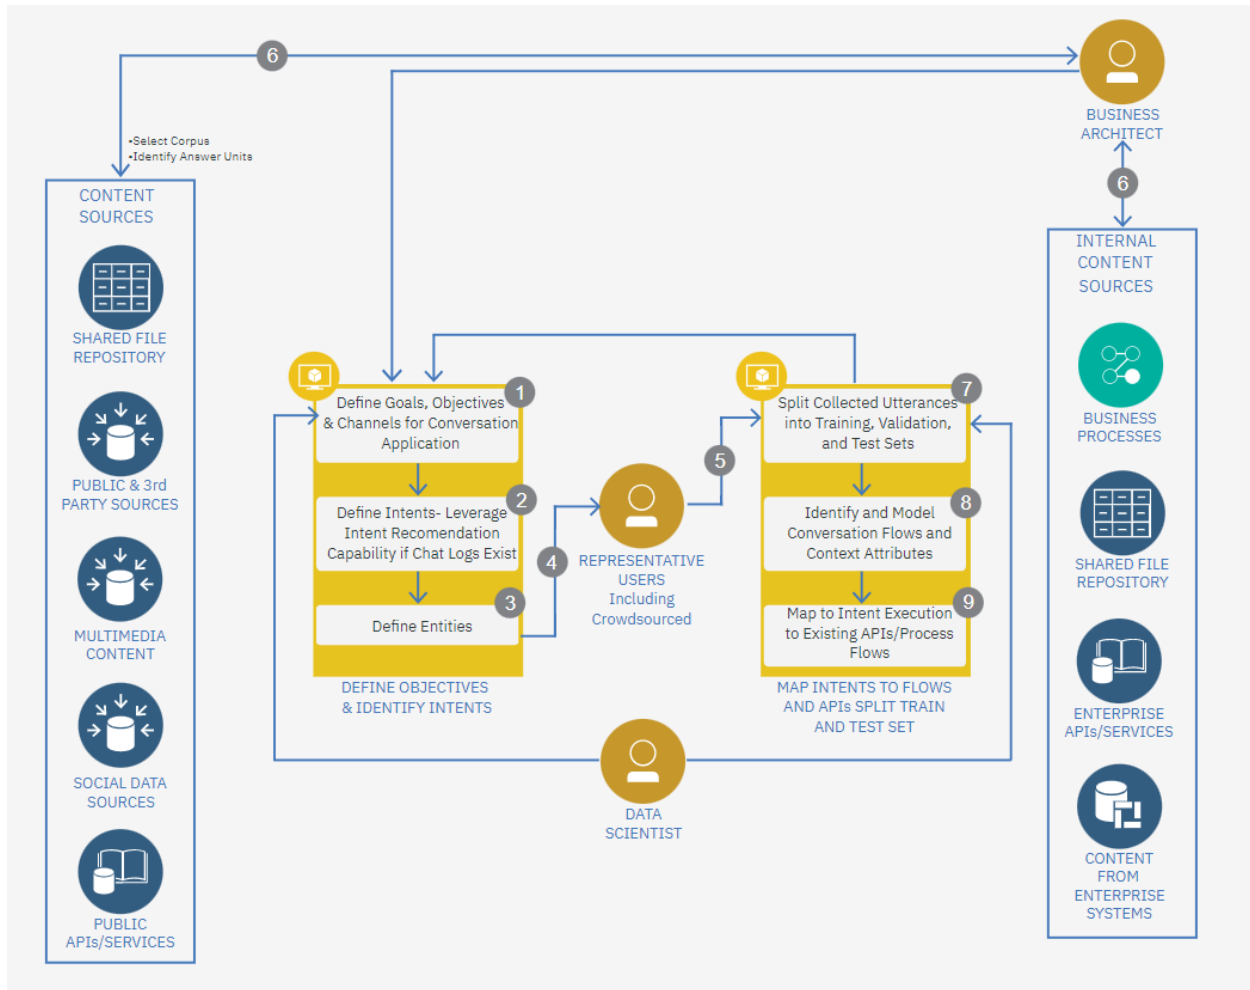 6
BUSINESS
ARCHITECT
•Select Corpus
•Identify Answer Units
6
CONTENT
SOURCES
SHARED FILE
REPOSITORY
PUBLIC & 3rd
PARTY SOURCES
MULTIMEDIA
CONTENT
SOCIAL DATA
SOURCES
PUBLIC
APIs/SERVICES
1
Define Goals, Objectives
& Channels for Conversation
Application
2
Define Intents- Leverage
Intent Recomendation
Capability if Chat Logs Exist
3
Define Entities
DEFINE OBJECTIVES
& IDENTIFY INTENTS
4
REPRESENTATIVE
USERS
Including
Crowdsourced
5
7
Split Collected Utterances
into Training, Validation,
and Test Sets
8
Identify and Model
Conversation Flows and
Context Attributes
9
Map to Intent Execution
to Existing APIs/Process
Flows
MAP INTENTS TO FLOWS
AND APIs SPLIT TRAIN
AND TEST SET
DATA
SCIENTIST
INTERNAL
CONTENT
SOURCES
BUSINESS
PROCESSES
SHARED FILE
REPOSITORY
ENTERPRISE
APIs/SERVICES
CONTENT
FROM
ENTERPRISE
SYSTEMS